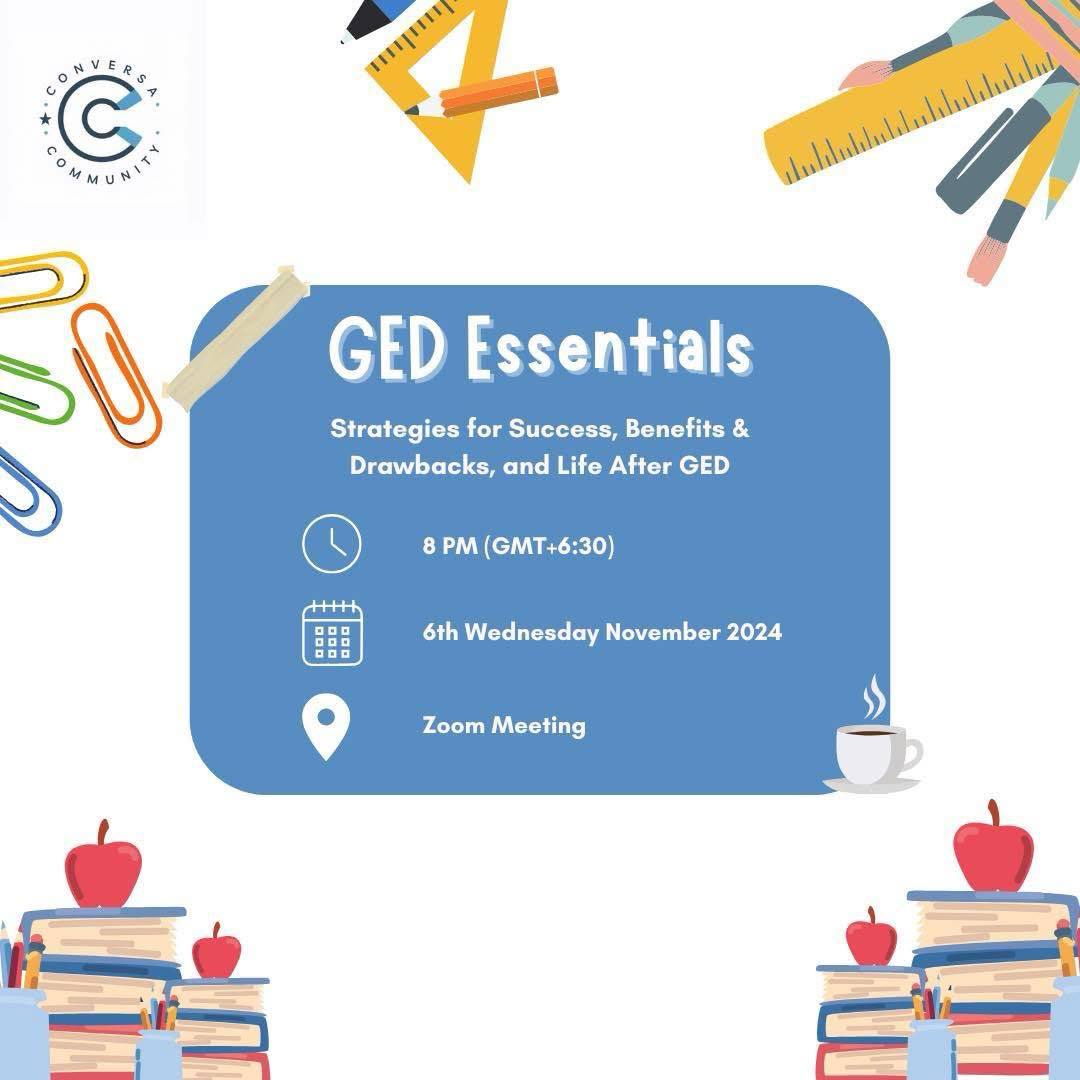 CONVERSA
COMMUNITY
GED Essentials
Strategies for Success, Benefits &
Drawbacks, and Life After GED
8 PM (GMT+6:30)
6th Wednesday November 2024
Zoom Meeting